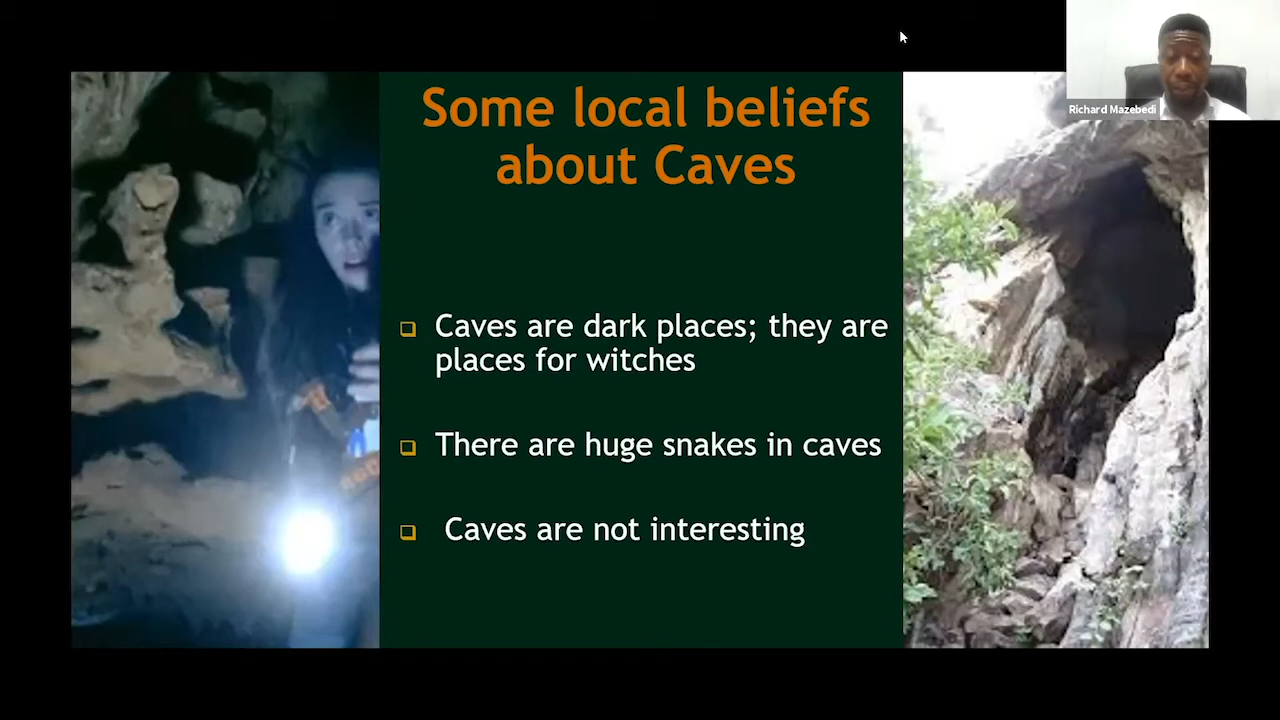 Some local beliefs
about Caves
Richard Mazebedi
❑ Caves are dark places; they are
places for witches
❑ There are huge snakes in caves
❑ Caves are not interesting